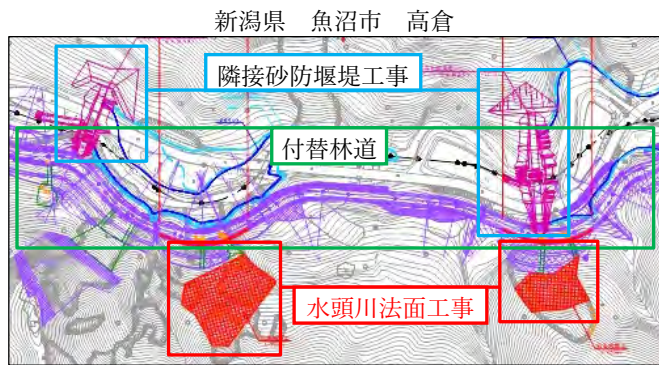 新潟県　魚沼市　高倉
隣接砂防堰堤工事
付替林道
水頭川法面工事